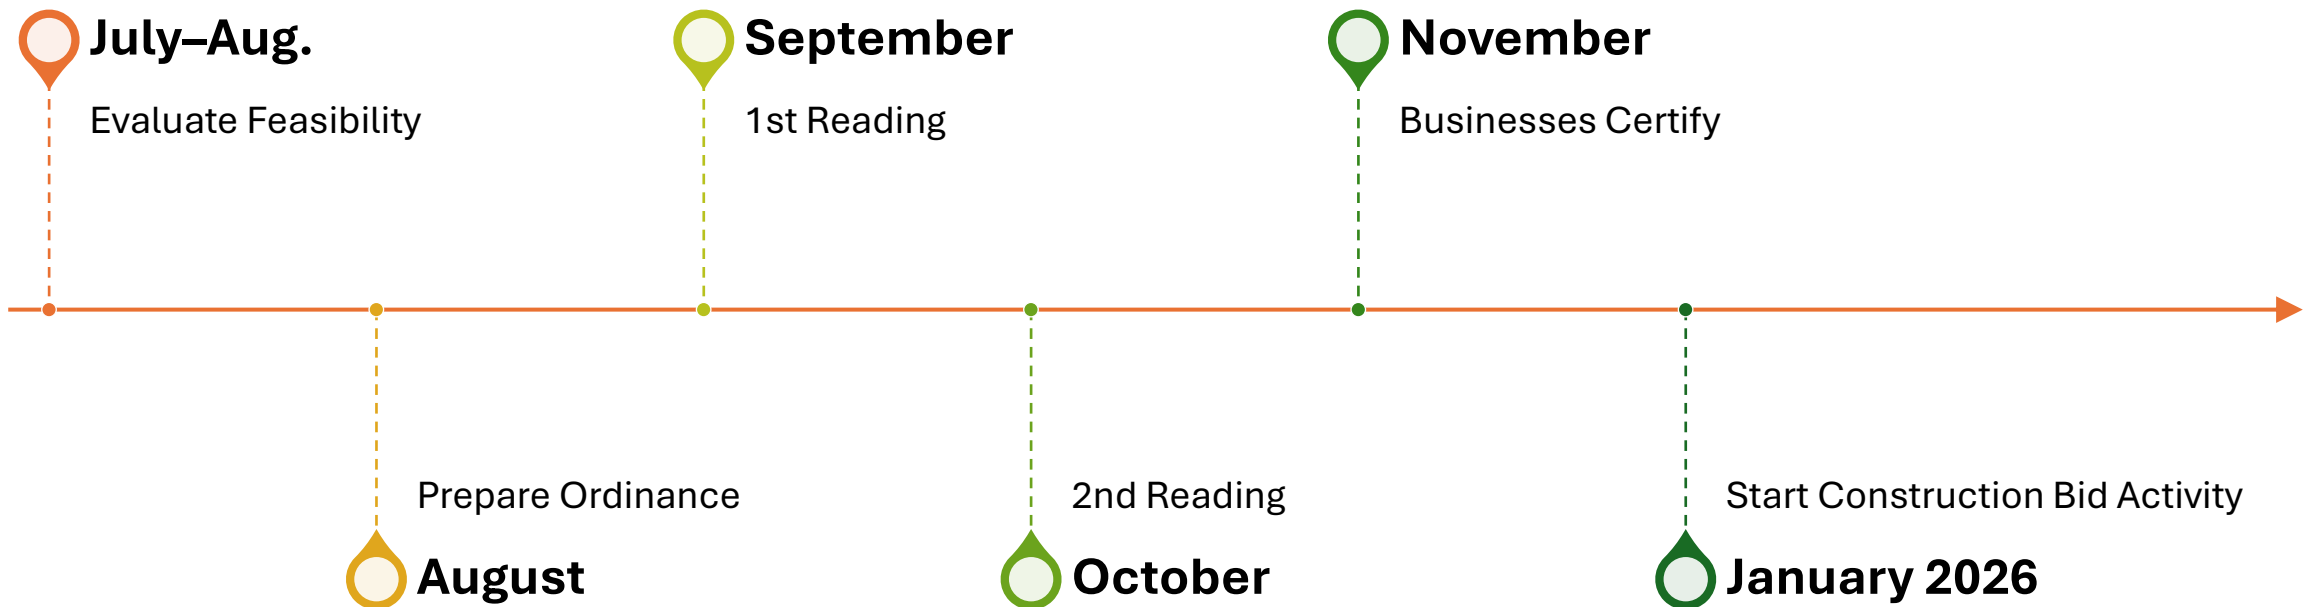 July–Aug.
Evaluate Feasibility
September
1st Reading
November
Businesses Certify
Prepare Ordinance
August
2nd Reading
October
Start Construction Bid Activity
January 2026